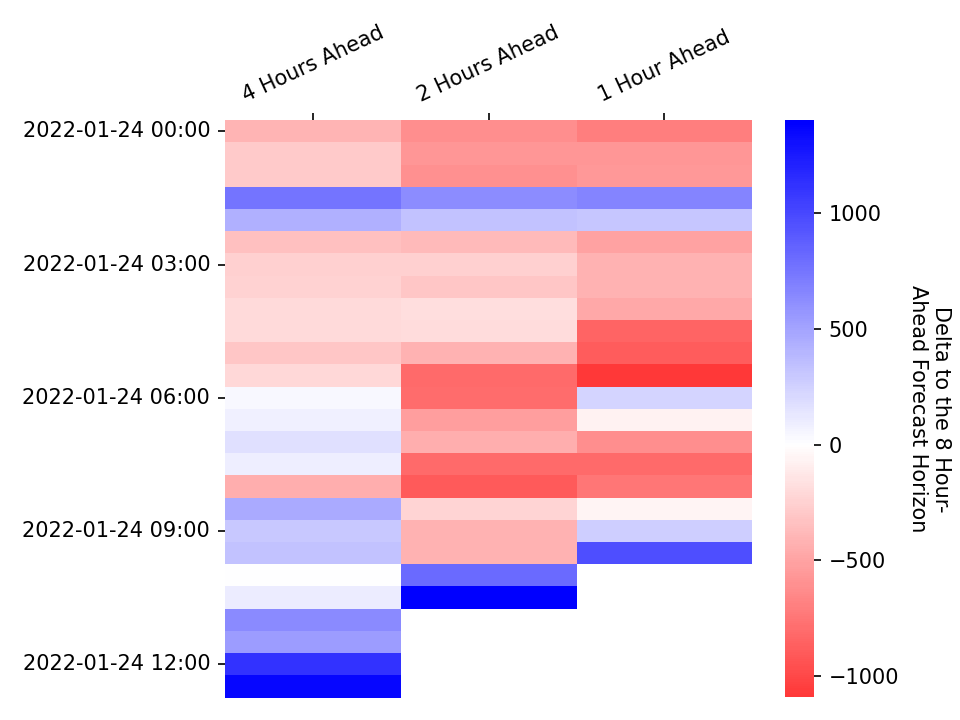 4 Hours Ahead
2 Hours Ahead
1 Hour Ahead
2022-01-24 00:00
2022-01-24 03:00
2022-01-24 06:00
2022-01-24 09:00
2022-01-24 12:00
1000
500
0
−500
−1000
Delta to the 8 Hour-
Ahead Forecast Horizon